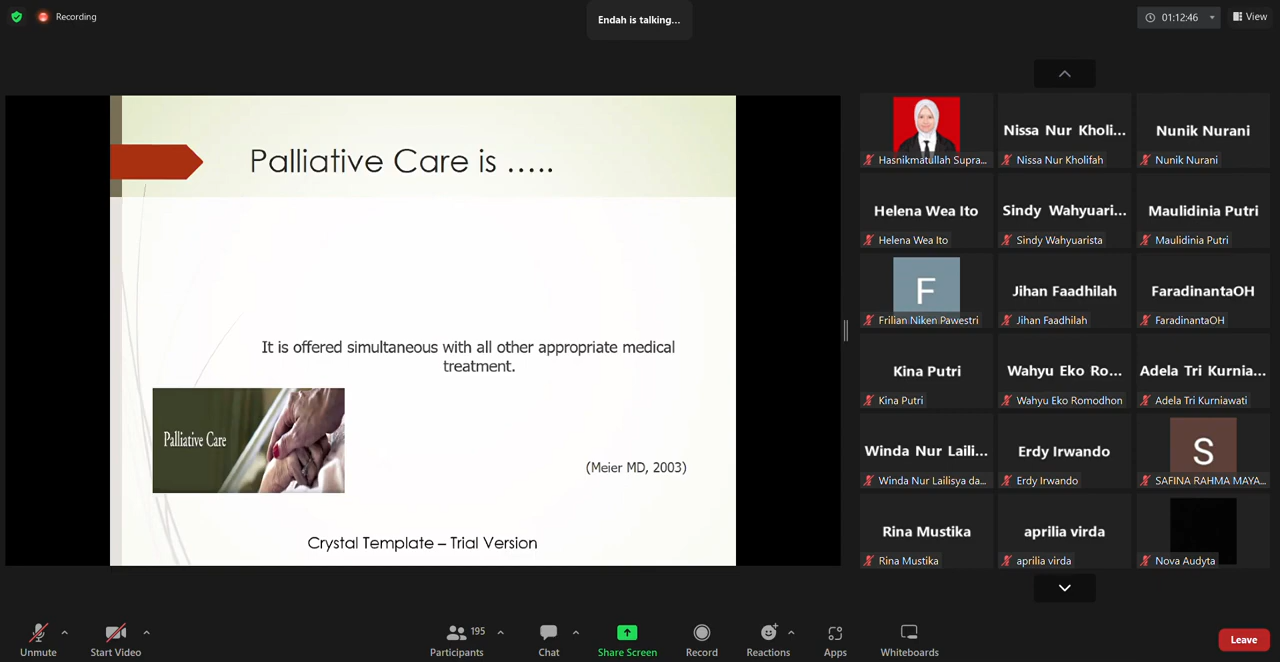 Recording
Endah is talking...
01:12:46
View
Palliative Care is .....
It is offered simultaneous with all other appropriate medical
treatment.
Palliative Care
(Meier MD, 2003)
Crystal Template – Trial Version
Hasnikmatullah Supra...
Nissa Nur Kholi...
Nissa Nur Kholifah
Nunik Nurani
Nunik Nurani
Helena Wea Ito
Helena Wea Ito
Sindy Wahyuari...
Sindy Wahyuarista
Maulidinia Putri
Maulidinia Putri
F
Frilian Niken Pawestri
Jihan Faadhilah
Jihan Faadhilah
FaradinantaOH
FaradinantaOH
Kina Putri
Kina Putri
Wahyu Eko Ro...
Wahyu Eko Romodhon
Adela Tri Kurnia...
Adela Tri Kurniawati
Winda Nur Laili...
Winda Nur Lailisya da...
Erdy Irwando
Erdy Irwando
S
SAFINA RAHMA MAYA...
Rina Mustika
Rina Mustika
aprilia virda
aprilia virda
Nova Audyta
Unmute
Start Video
195
Participants
Chat
Share Screen
Record
Reactions
Apps
Whiteboards
Leave